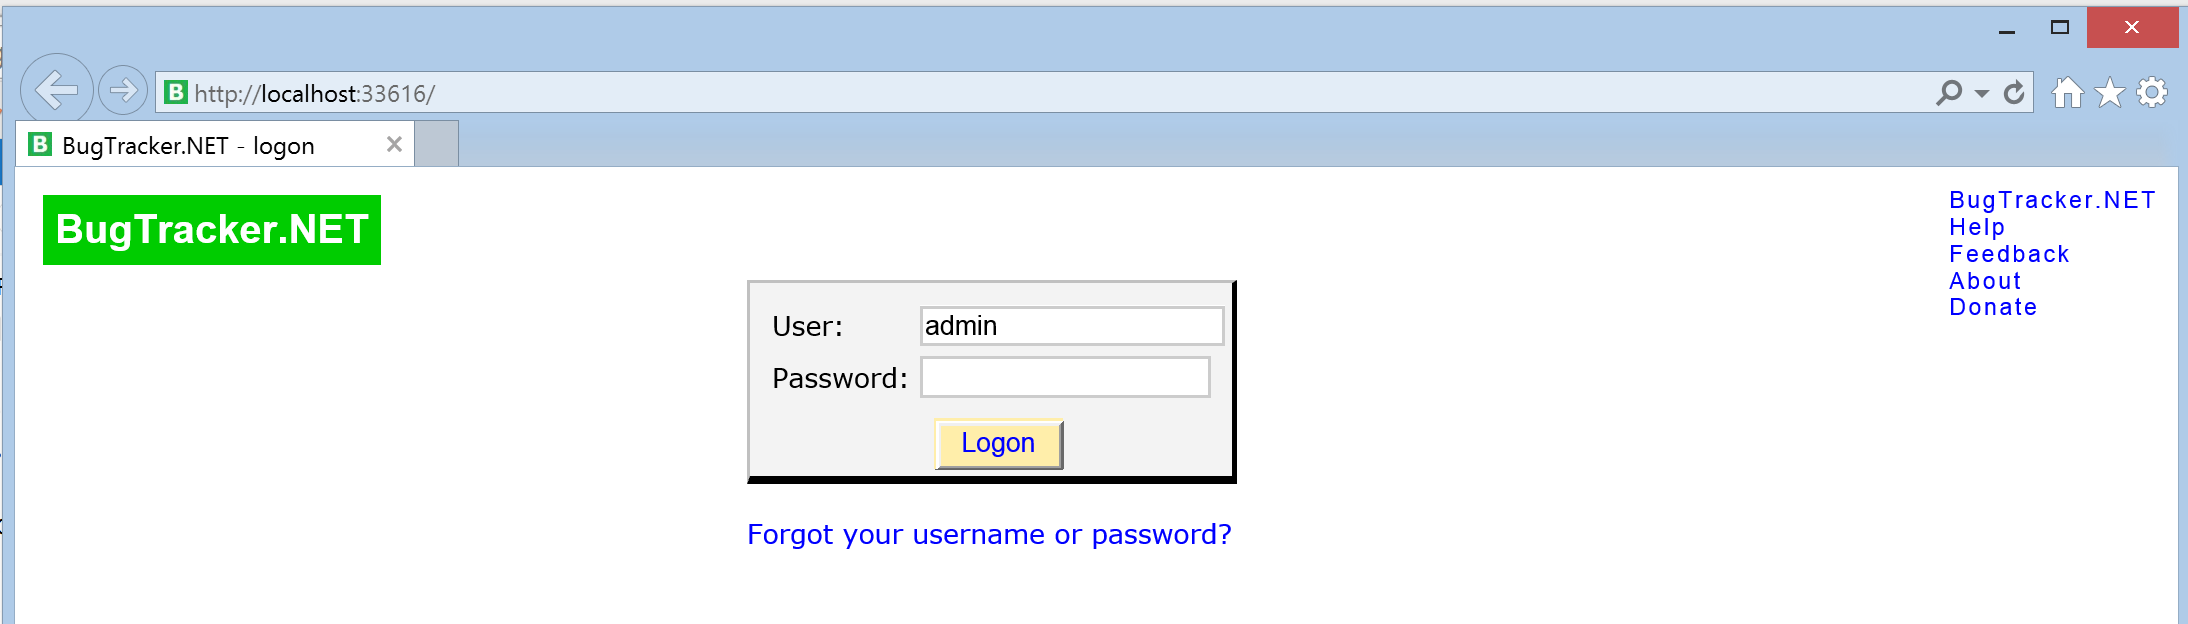 http://localhost:33616/
BugTracker.NET - logon
BugTracker.NET
BugTracker.NET
Help
Feedback
About
Donate
User: admin
Password:
Logon
Forgot your username or password?